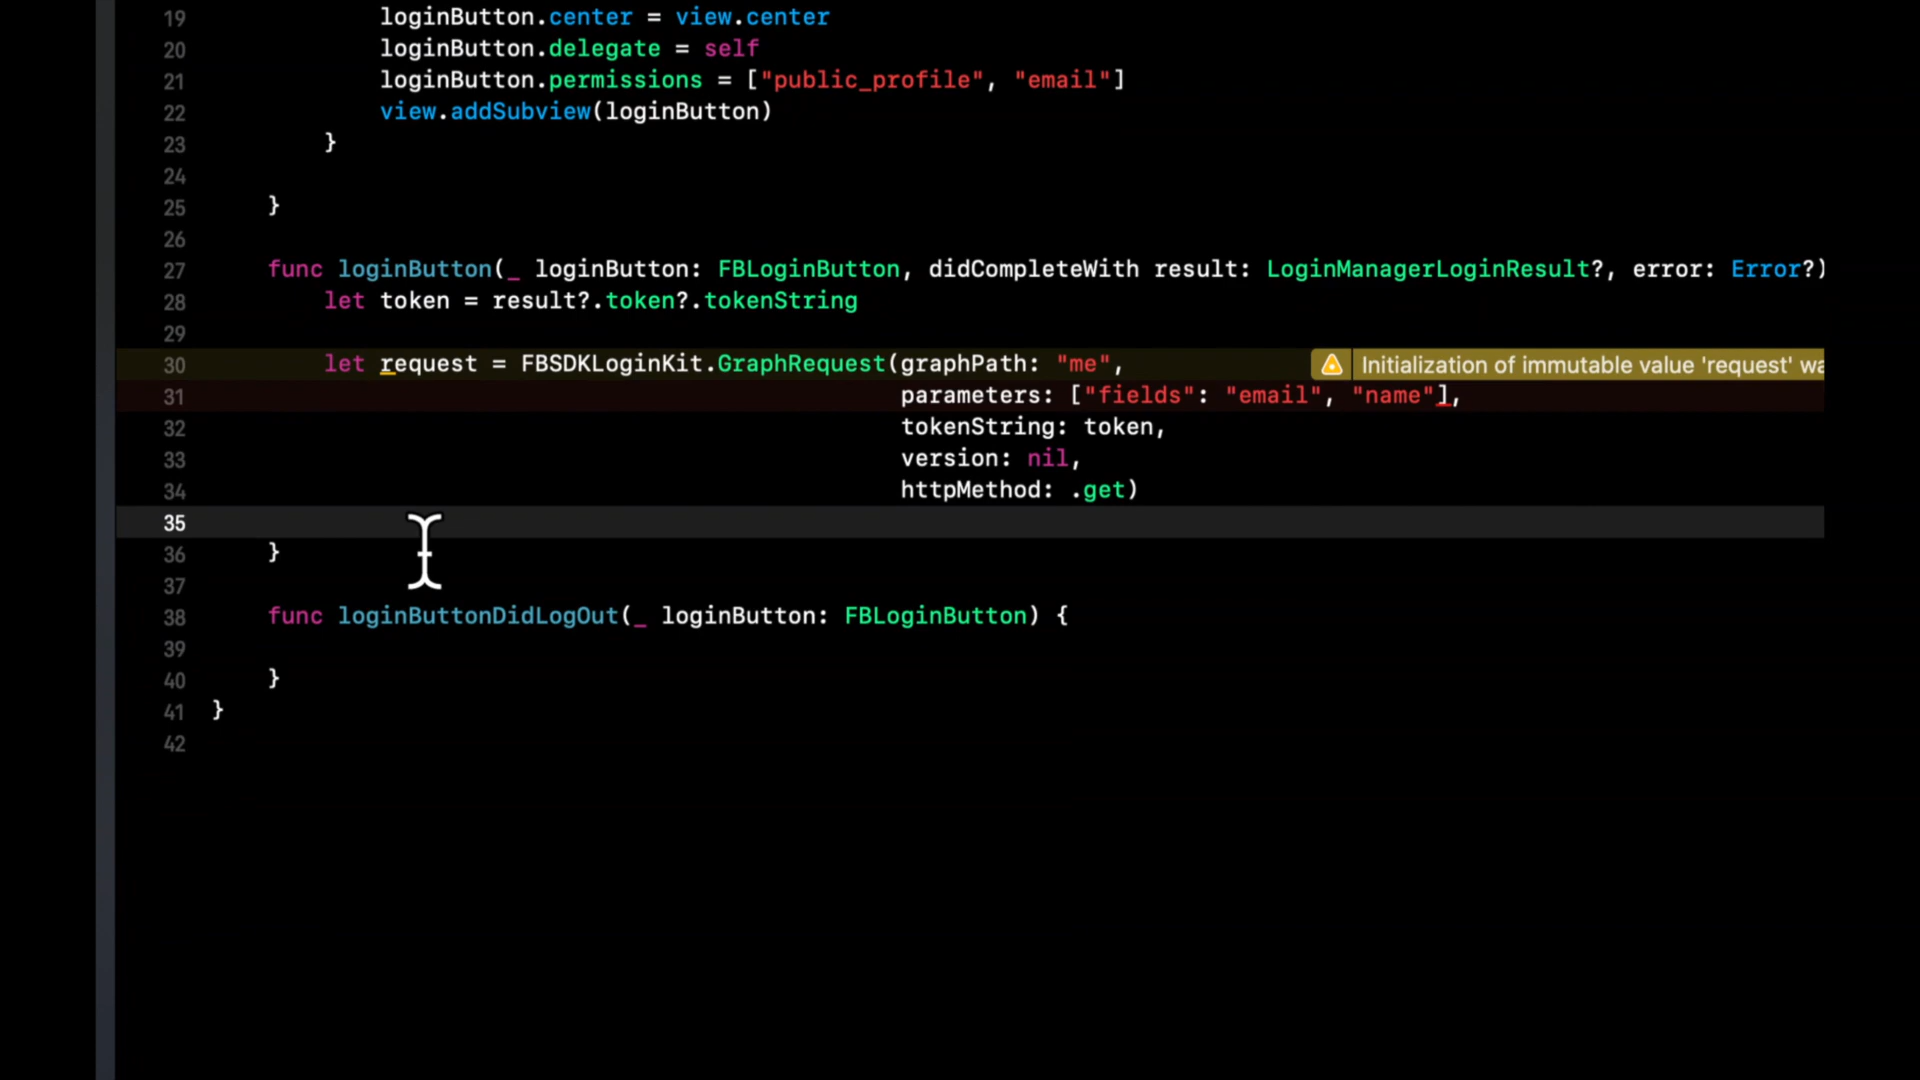 19 loginButton.center = view.center
20 loginButton.delegate = self
21 loginButton.permissions = ["public_profile", "email"]
22 view.addSubview(loginButton)
23 }
24
25 }
26
27 func loginButton(_ loginButton: FBLoginButton, didCompleteWith result: LoginManagerLoginResult?, error: Error?)
28 let token = result?.token?.tokenString
29
30 let request = FBSDKLoginKit.GraphRequest(graphPath: "me", Initialization of immutable value 'request' wa
31 parameters: ["fields": "email", "name"],
32 tokenString: token,
33 version: nil,
34 httpMethod: .get)
35
36 }
37
38 func loginButtonDidLogOut(_ loginButton: FBLoginButton) {
39
40 }
41 }
42